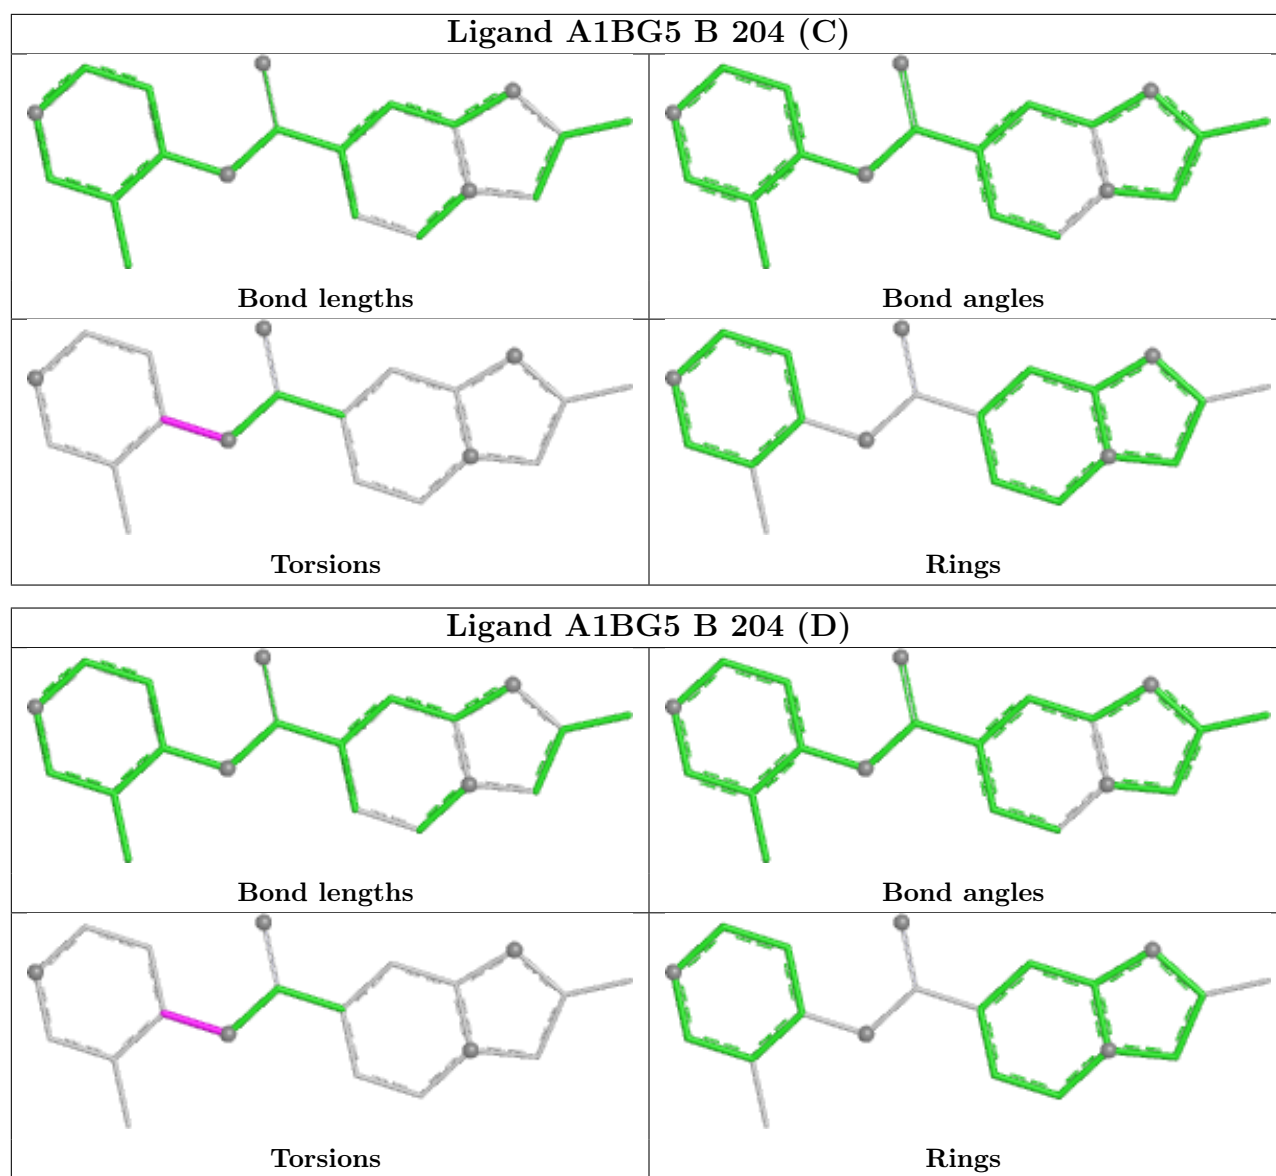 Ligand A1BG5 B 204 (C)
Bond lengths
Bond angles
Torsions
Rings
Ligand A1BG5 B 204 (D)
Bond lengths
Bond angles
Torsions
Rings